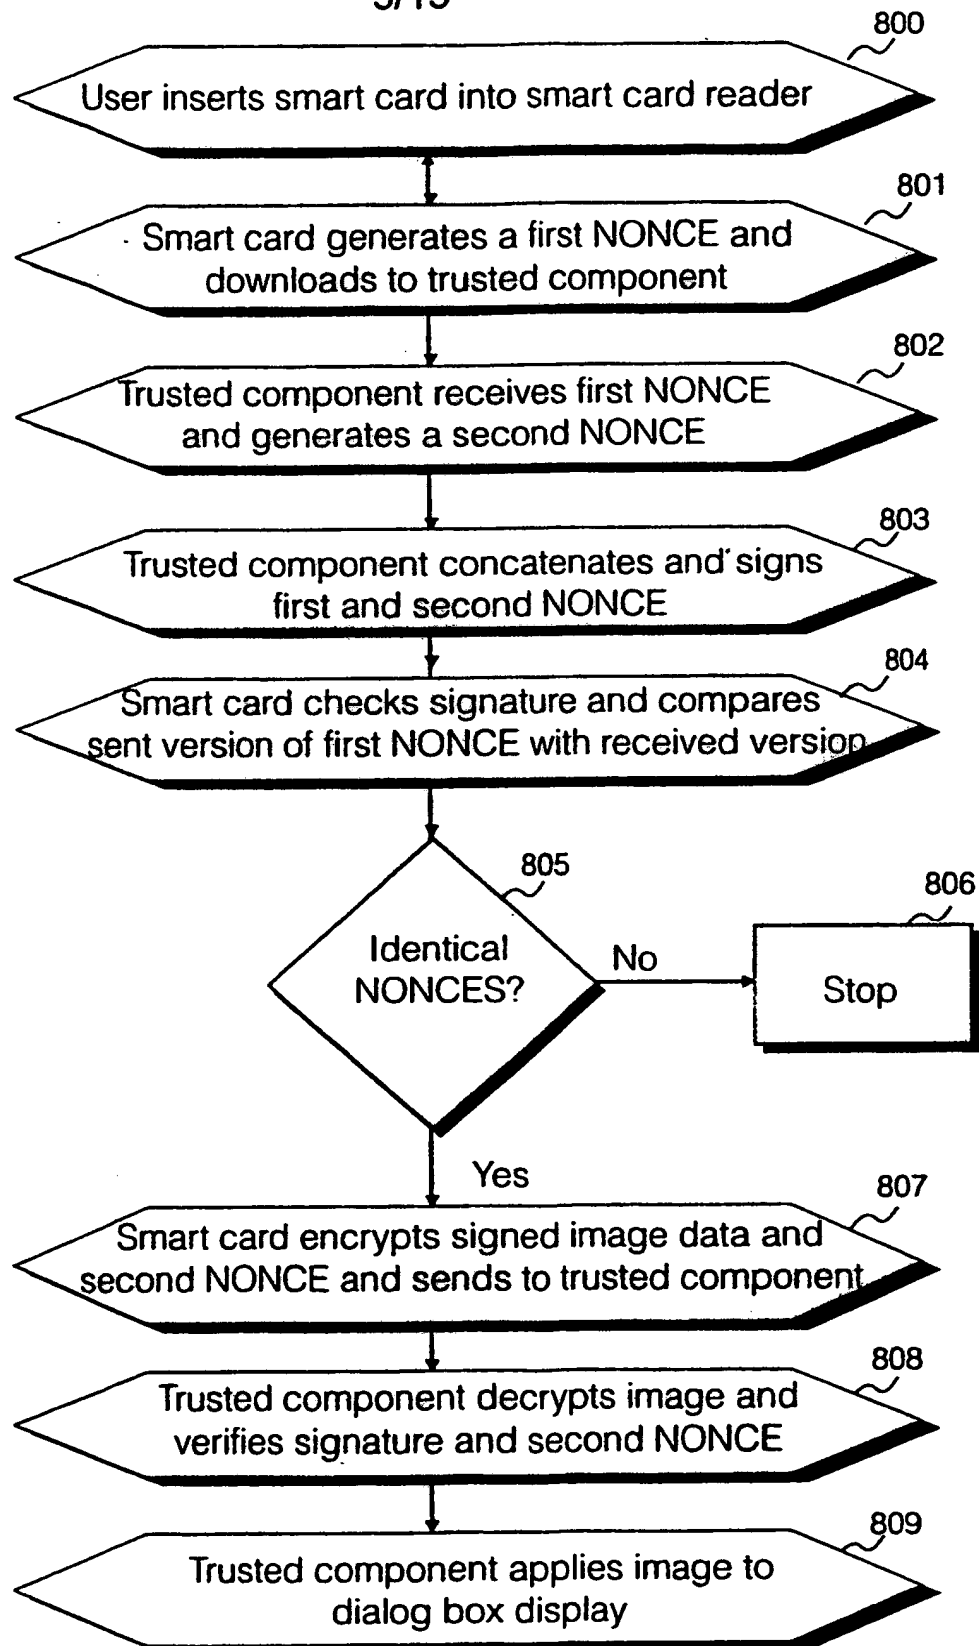 800
User inserts smart card into smart card reader
801
Smart card generates a first NONCE and
downloads to trusted component
802
Trusted component receives first NONCE
and generates a second NONCE
803
Trusted component concatenates and signs
first and second NONCE
804
Smart card checks signature and compares
sent version of first NONCE with received version
805
Identical
NONCES?
No
806
Stop
Yes
807
Smart card encrypts signed image data and
second NONCE and sends to trusted component
808
Trusted component decrypts image and
verifies signature and second NONCE
809
Trusted component applies image to
dialog box display